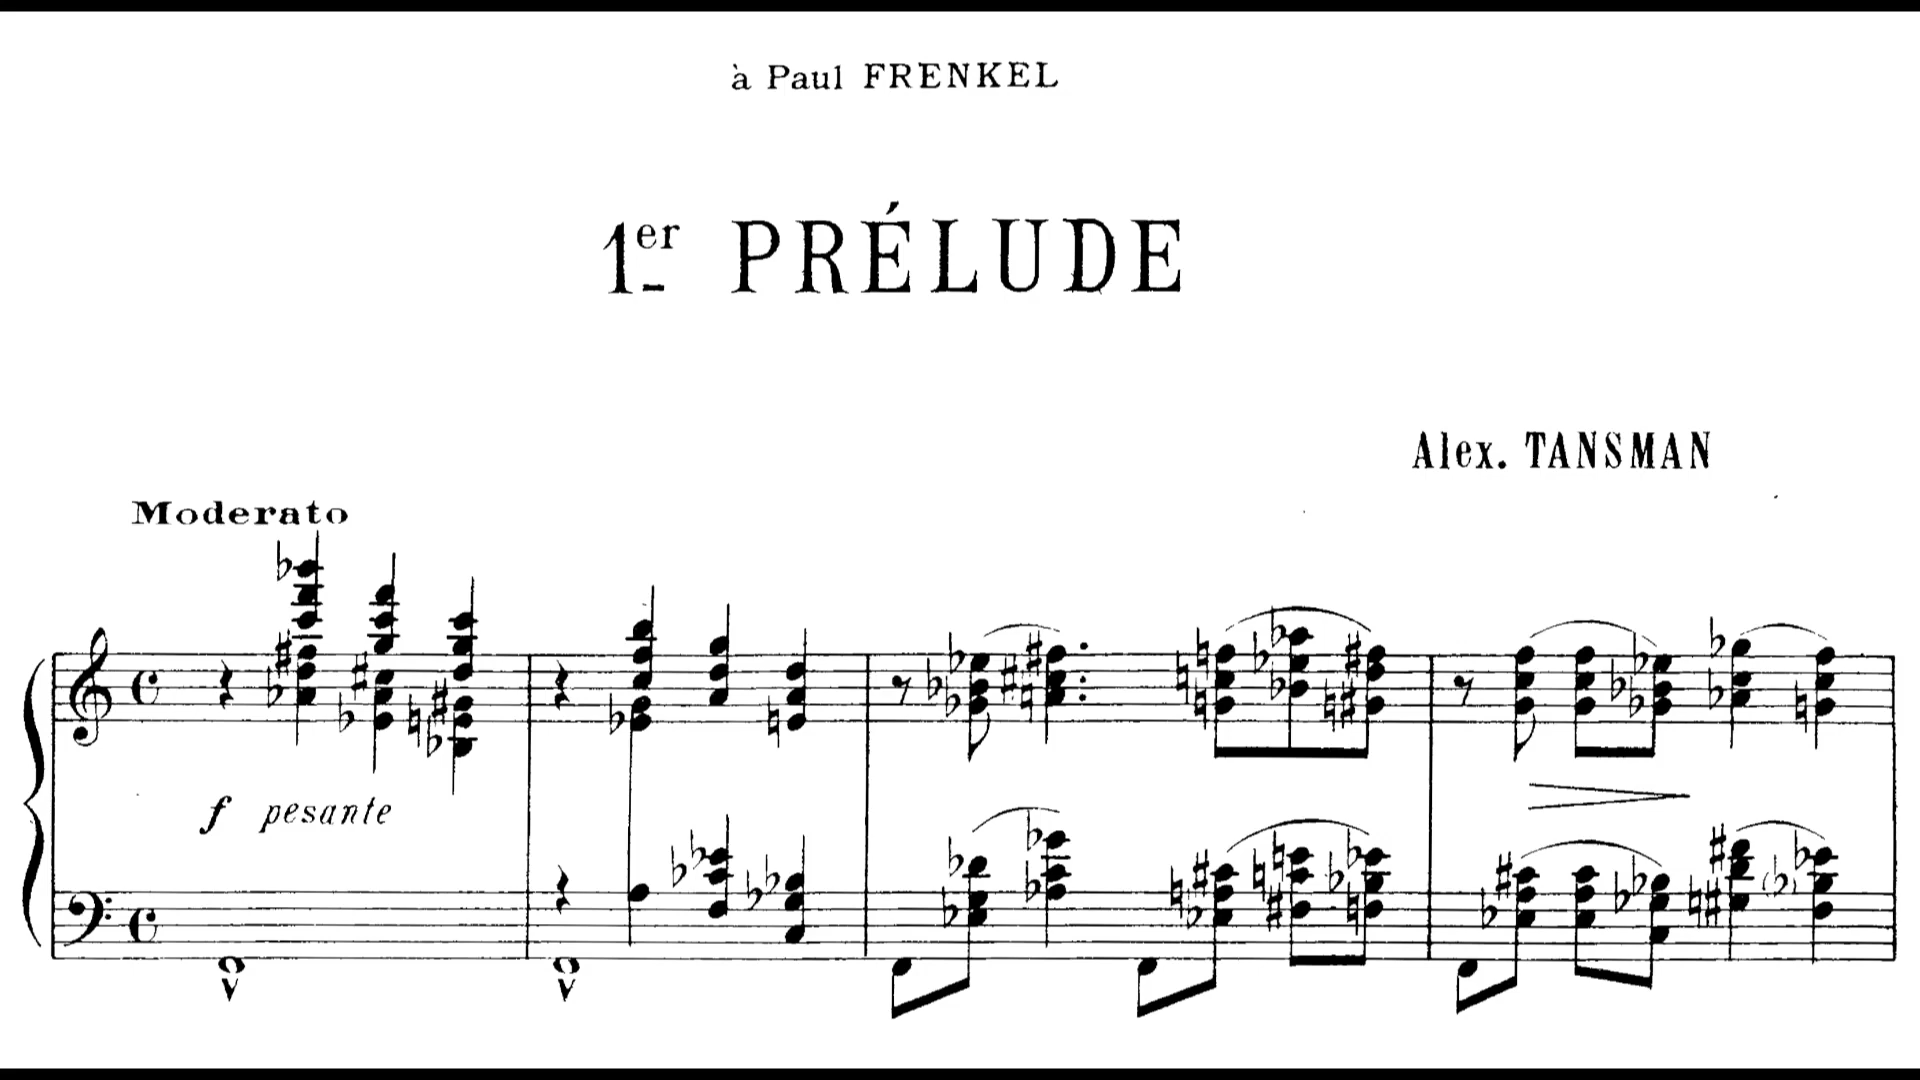 à Paul FRENKEL
1er PRÉLUDE
Alex. TANSMAN
Moderato
f pesante